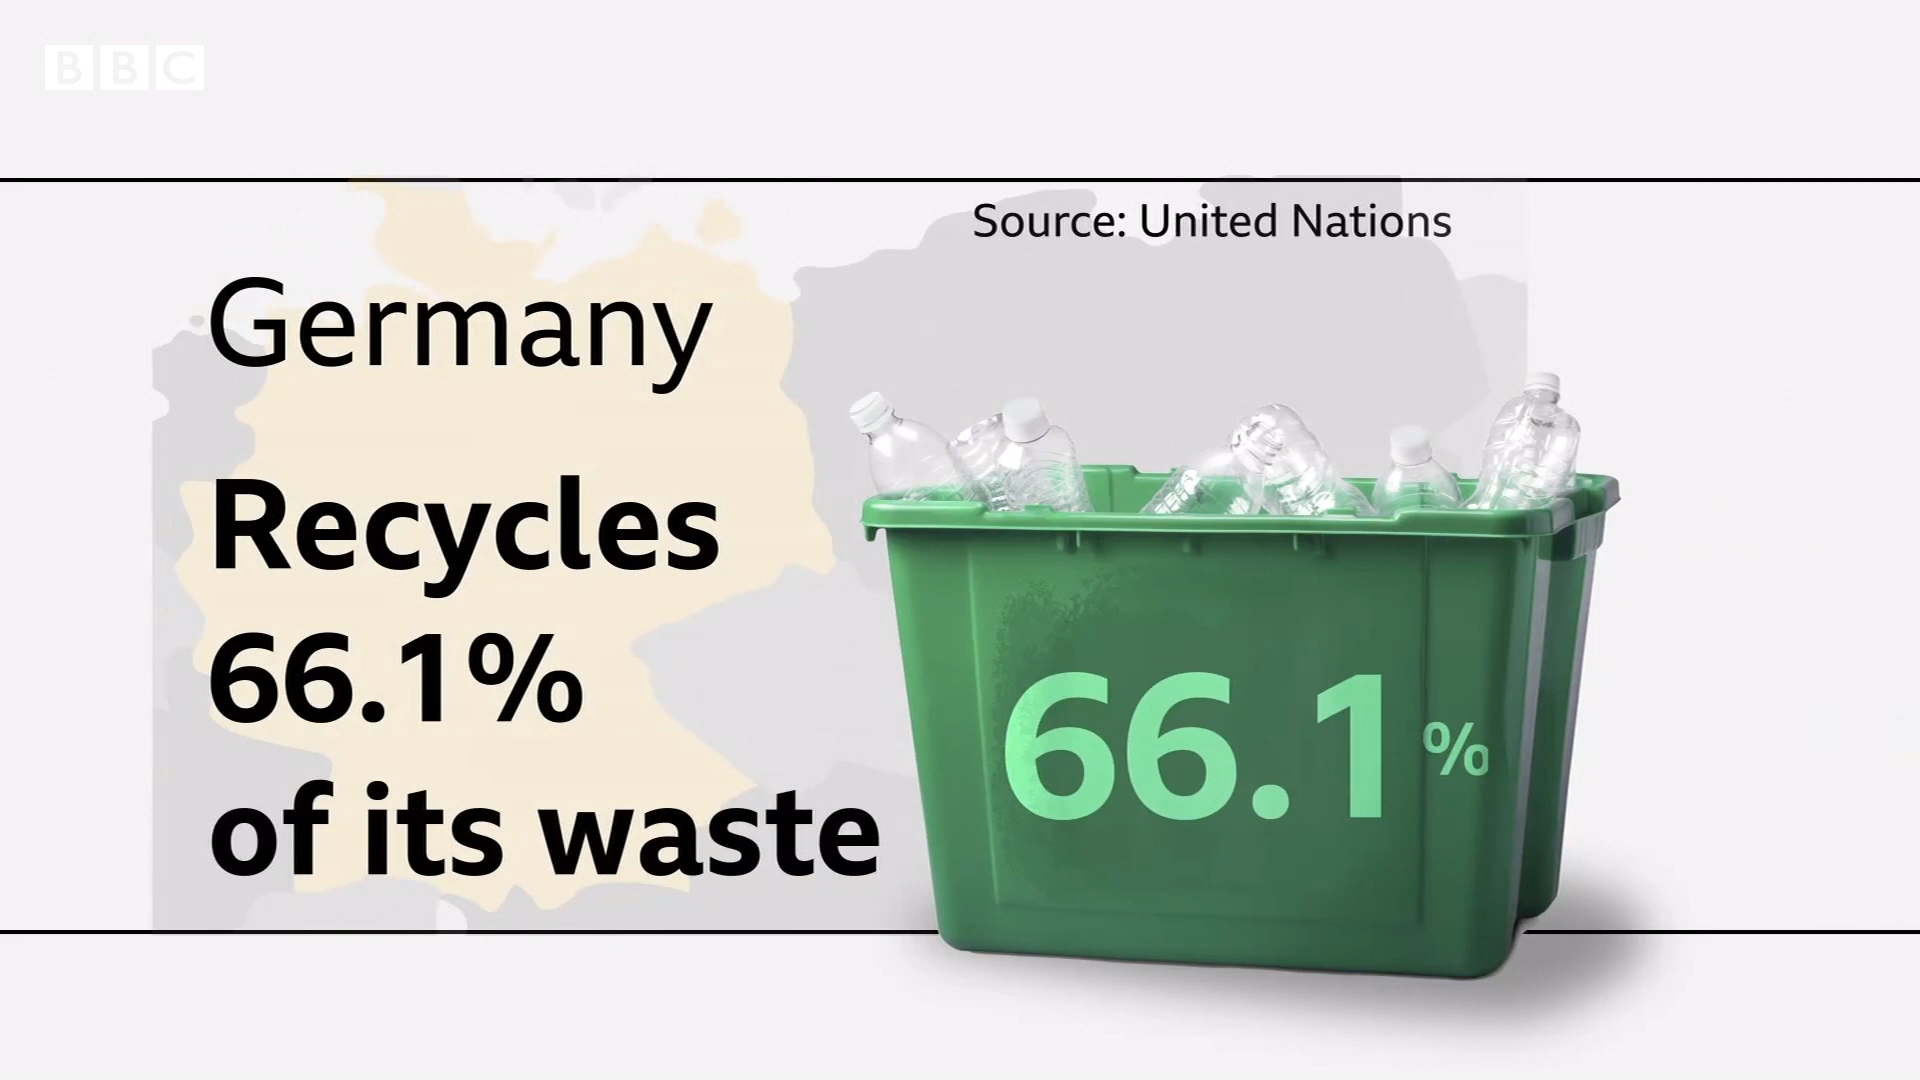 BBC
Source: United Nations
Germany
Recycles
66.1%
of its waste
66.1%